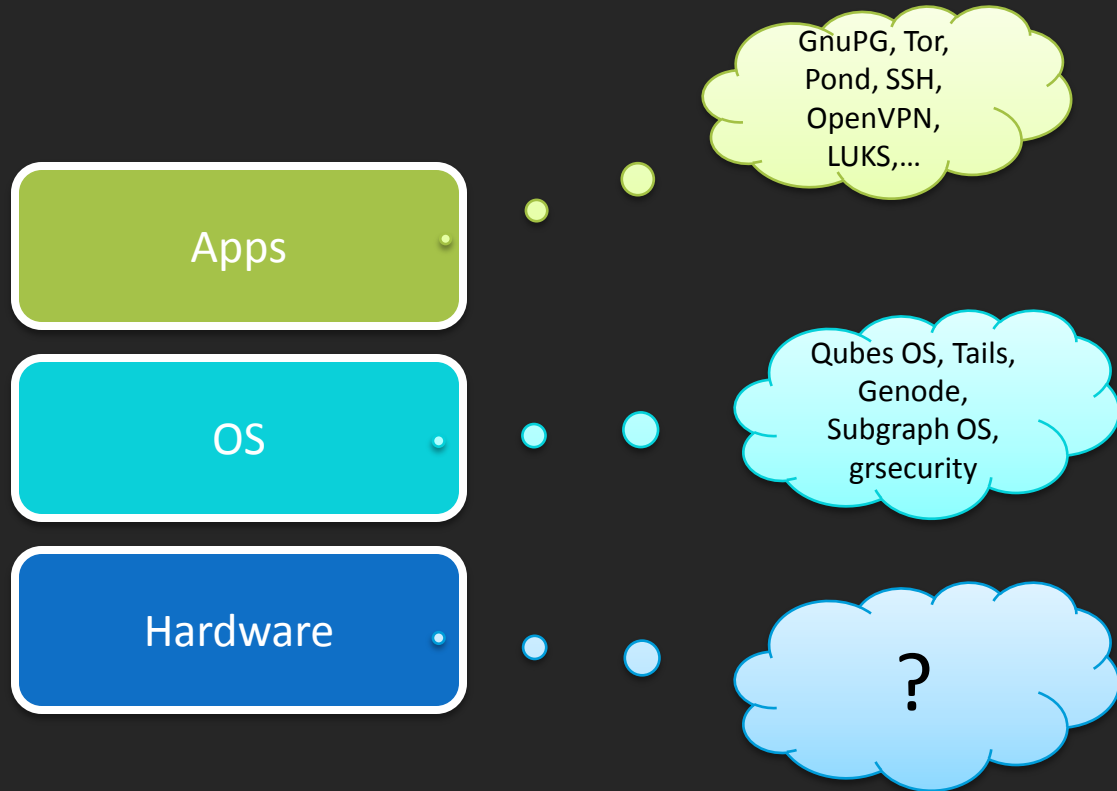 GnuPG, Tor,
Pond, SSH,
OpenVPN,
LUKS,...
Apps
Qubes OS, Tails,
Genode,
Subgraph OS,
grsecurity
OS
Hardware
?